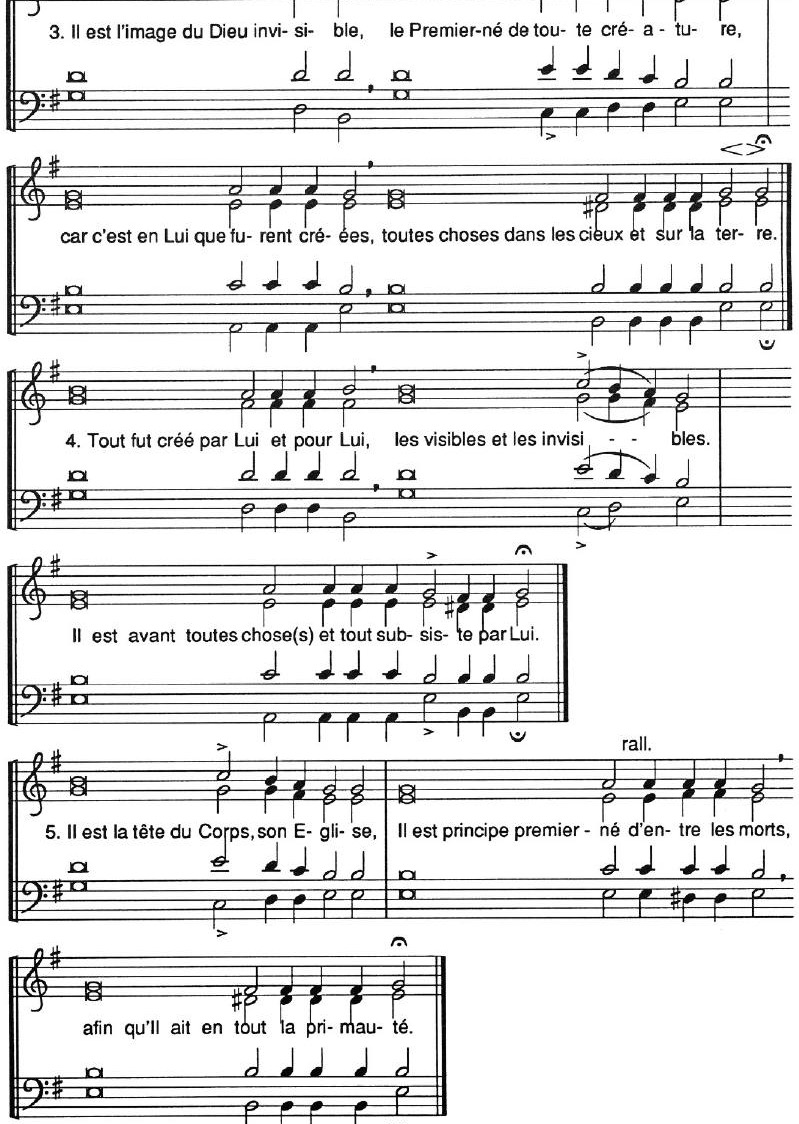 3. Il est l'image du Dieu invi- si- ble, le Premier-né de tou- te cré- a - tu- re,
car c'est en Lui que fu- rent cré- ées, toutes choses dans les cieux et sur la ter- re.
4. Tout fut créé par Lui et pour Lui, les visibles et les invisi - - bles.
Il est avant toutes chose(s) et tout sub- sis- te par Lui.
rall.
5. Il est la tête du Corps, son E- gli- se, Il est principe premier - né d'en- tre les morts,
afin qu'Il ait en tout la pri- mau- té.